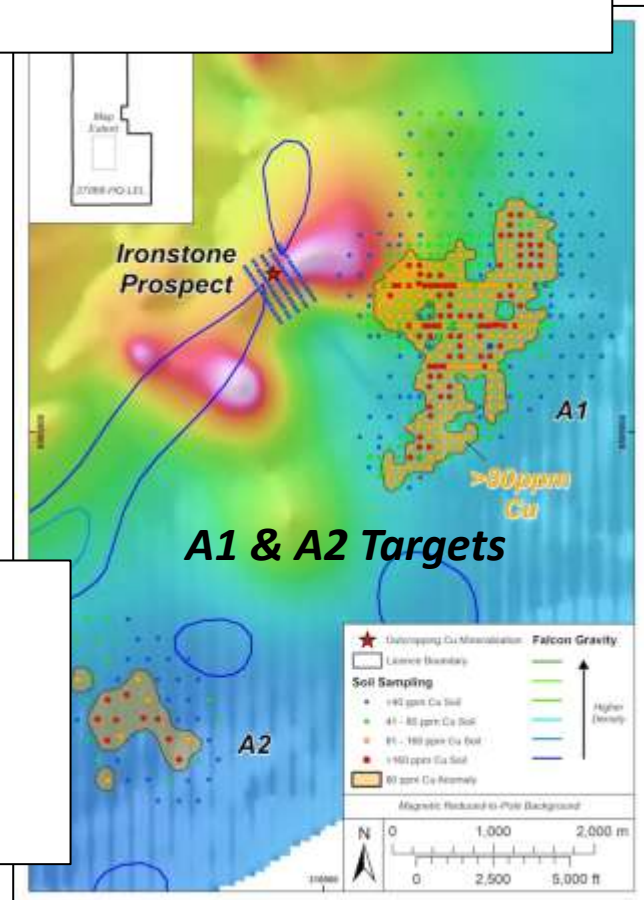 Map
Extent
Ironstone
Prospect
A1
>80ppm
Cu
A1 & A2 Targets
A2
Outcropping Cu Mineralisation
Licence Boundary
Soil Sampling
<40 ppm Cu Soil
41 - 80 ppm Cu Soil
81 - 160 ppm Cu Soil
>160 ppm Cu Soil
80 ppm Cu Anomaly
Falcon Gravity
Higher
Density
Magnetic Reduced-to-Pole Background
N
0 1,000 2,000 m
0 2,500 5,000 ft